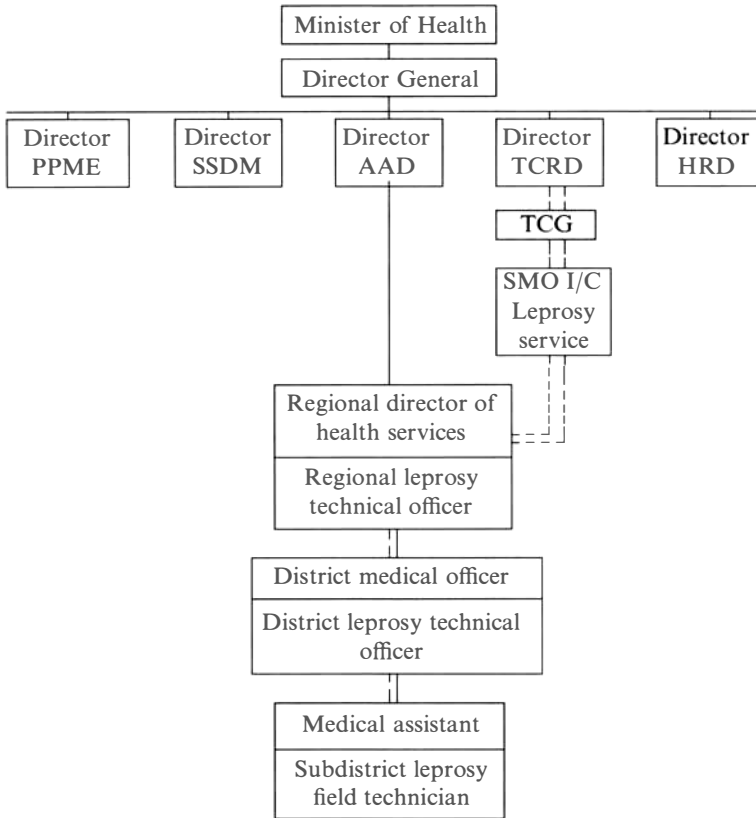 Minister of Health
Director General
Director
PPME
Director
SSDM
Director
AAD
Director
TCRD
Director
HRD
TCG
SMO I/C
Leprosy
service
Regional director of
health services
Regional leprosy
technical officer
District medical officer
District leprosy technical
officer
Medical assistant
Subdistrict leprosy
field technician